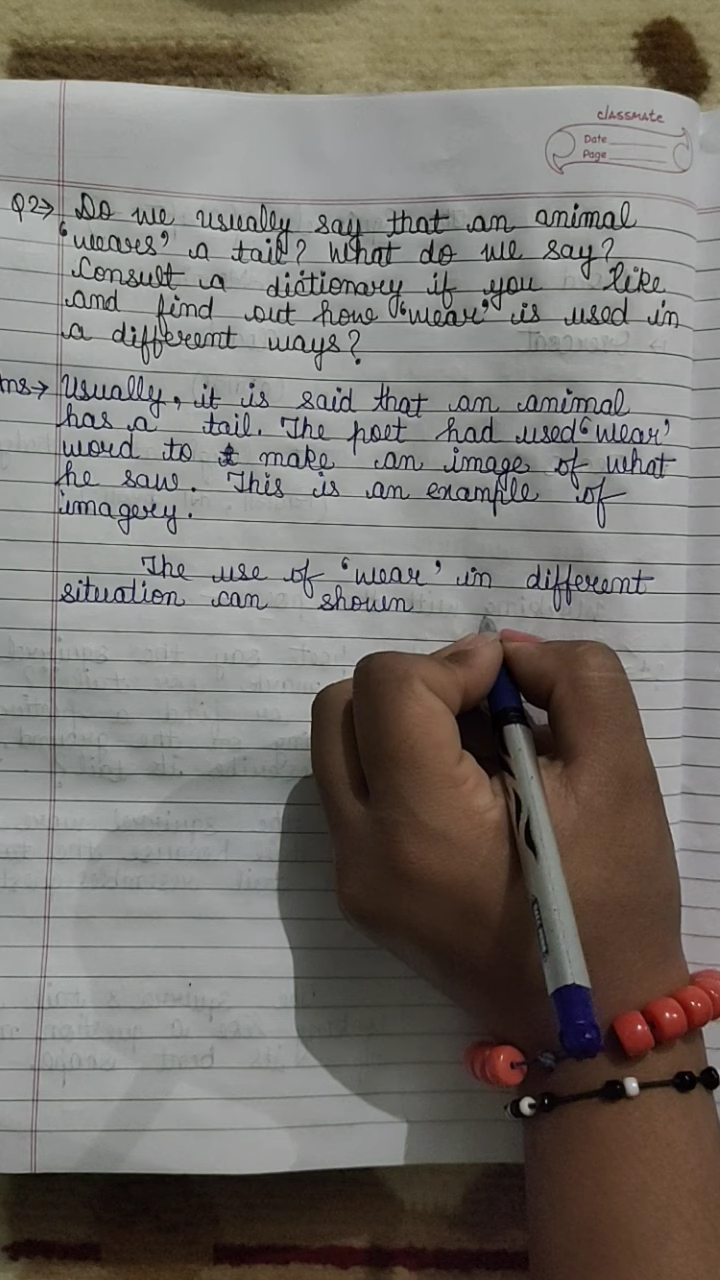 classmate
Date
Page
Q2→ Do we usually say that an animal
'weares' a tail? What do we say?
Consult a dictionary if you like
and find out how 'wear' is used in
a different ways?
Ans→ Usually, it is said that an animal
has a tail. The poet had used 'wear'
word to make an image of what
he saw. This is an example of
imagery.
The use of 'wear' in different
situation can shown